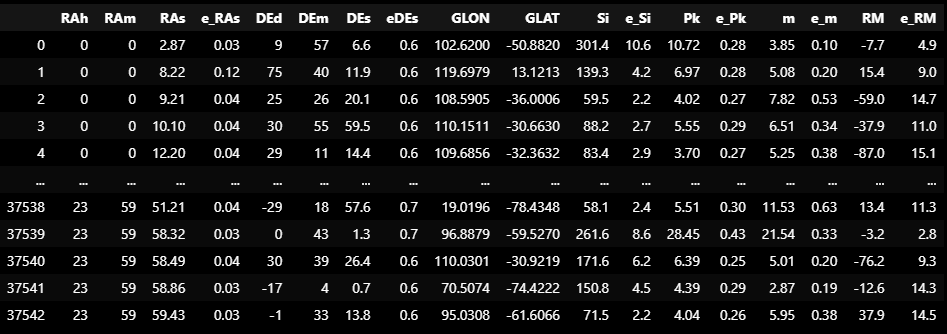 RAh RAm RAs e_RAs DEd DEm DEs eDEs GLON GLAT Si e_Si Pk e_Pk m e_m RM e_RM
0 0 0 2.87 0.03 9 57 6.6 0.6 102.6200 -50.8820 301.4 10.6 10.72 0.28 3.85 0.10 -7.7 4.9
1 0 0 8.22 0.12 75 40 11.9 0.6 119.6979 13.1213 139.3 4.2 6.97 0.28 5.08 0.20 15.4 9.0
2 0 0 9.21 0.04 25 26 20.1 0.6 108.5905 -36.0006 59.5 2.2 4.02 0.27 7.82 0.53 -59.0 14.7
3 0 0 10.10 0.04 30 55 59.5 0.6 110.1511 -30.6630 88.2 2.7 5.55 0.29 6.51 0.34 -37.9 11.0
4 0 0 12.20 0.04 29 11 14.4 0.6 109.6856 -32.3632 83.4 2.9 3.70 0.27 5.25 0.38 -87.0 15.1
... ... ... ... ... ... ... ... ... ... ... ... ... ... ... ... ... ... ...
37538 23 59 51.21 0.04 -29 18 57.6 0.7 19.0196 -78.4348 58.1 2.4 5.51 0.30 11.53 0.63 13.4 11.3
37539 23 59 58.32 0.03 0 43 1.3 0.7 96.8879 -59.5270 261.6 8.6 28.45 0.43 21.54 0.33 -3.2 2.8
37540 23 59 58.49 0.04 30 39 26.4 0.6 110.0301 -30.9219 171.6 6.2 6.39 0.25 5.01 0.20 -76.2 9.3
37541 23 59 58.86 0.03 -17 4 0.7 0.6 70.5074 -74.4222 150.8 4.5 4.39 0.29 2.87 0.19 -12.6 14.3
37542 23 59 59.43 0.03 -1 33 13.8 0.6 95.0308 -61.6066 71.5 2.2 4.04 0.26 5.95 0.38 37.9 14.5